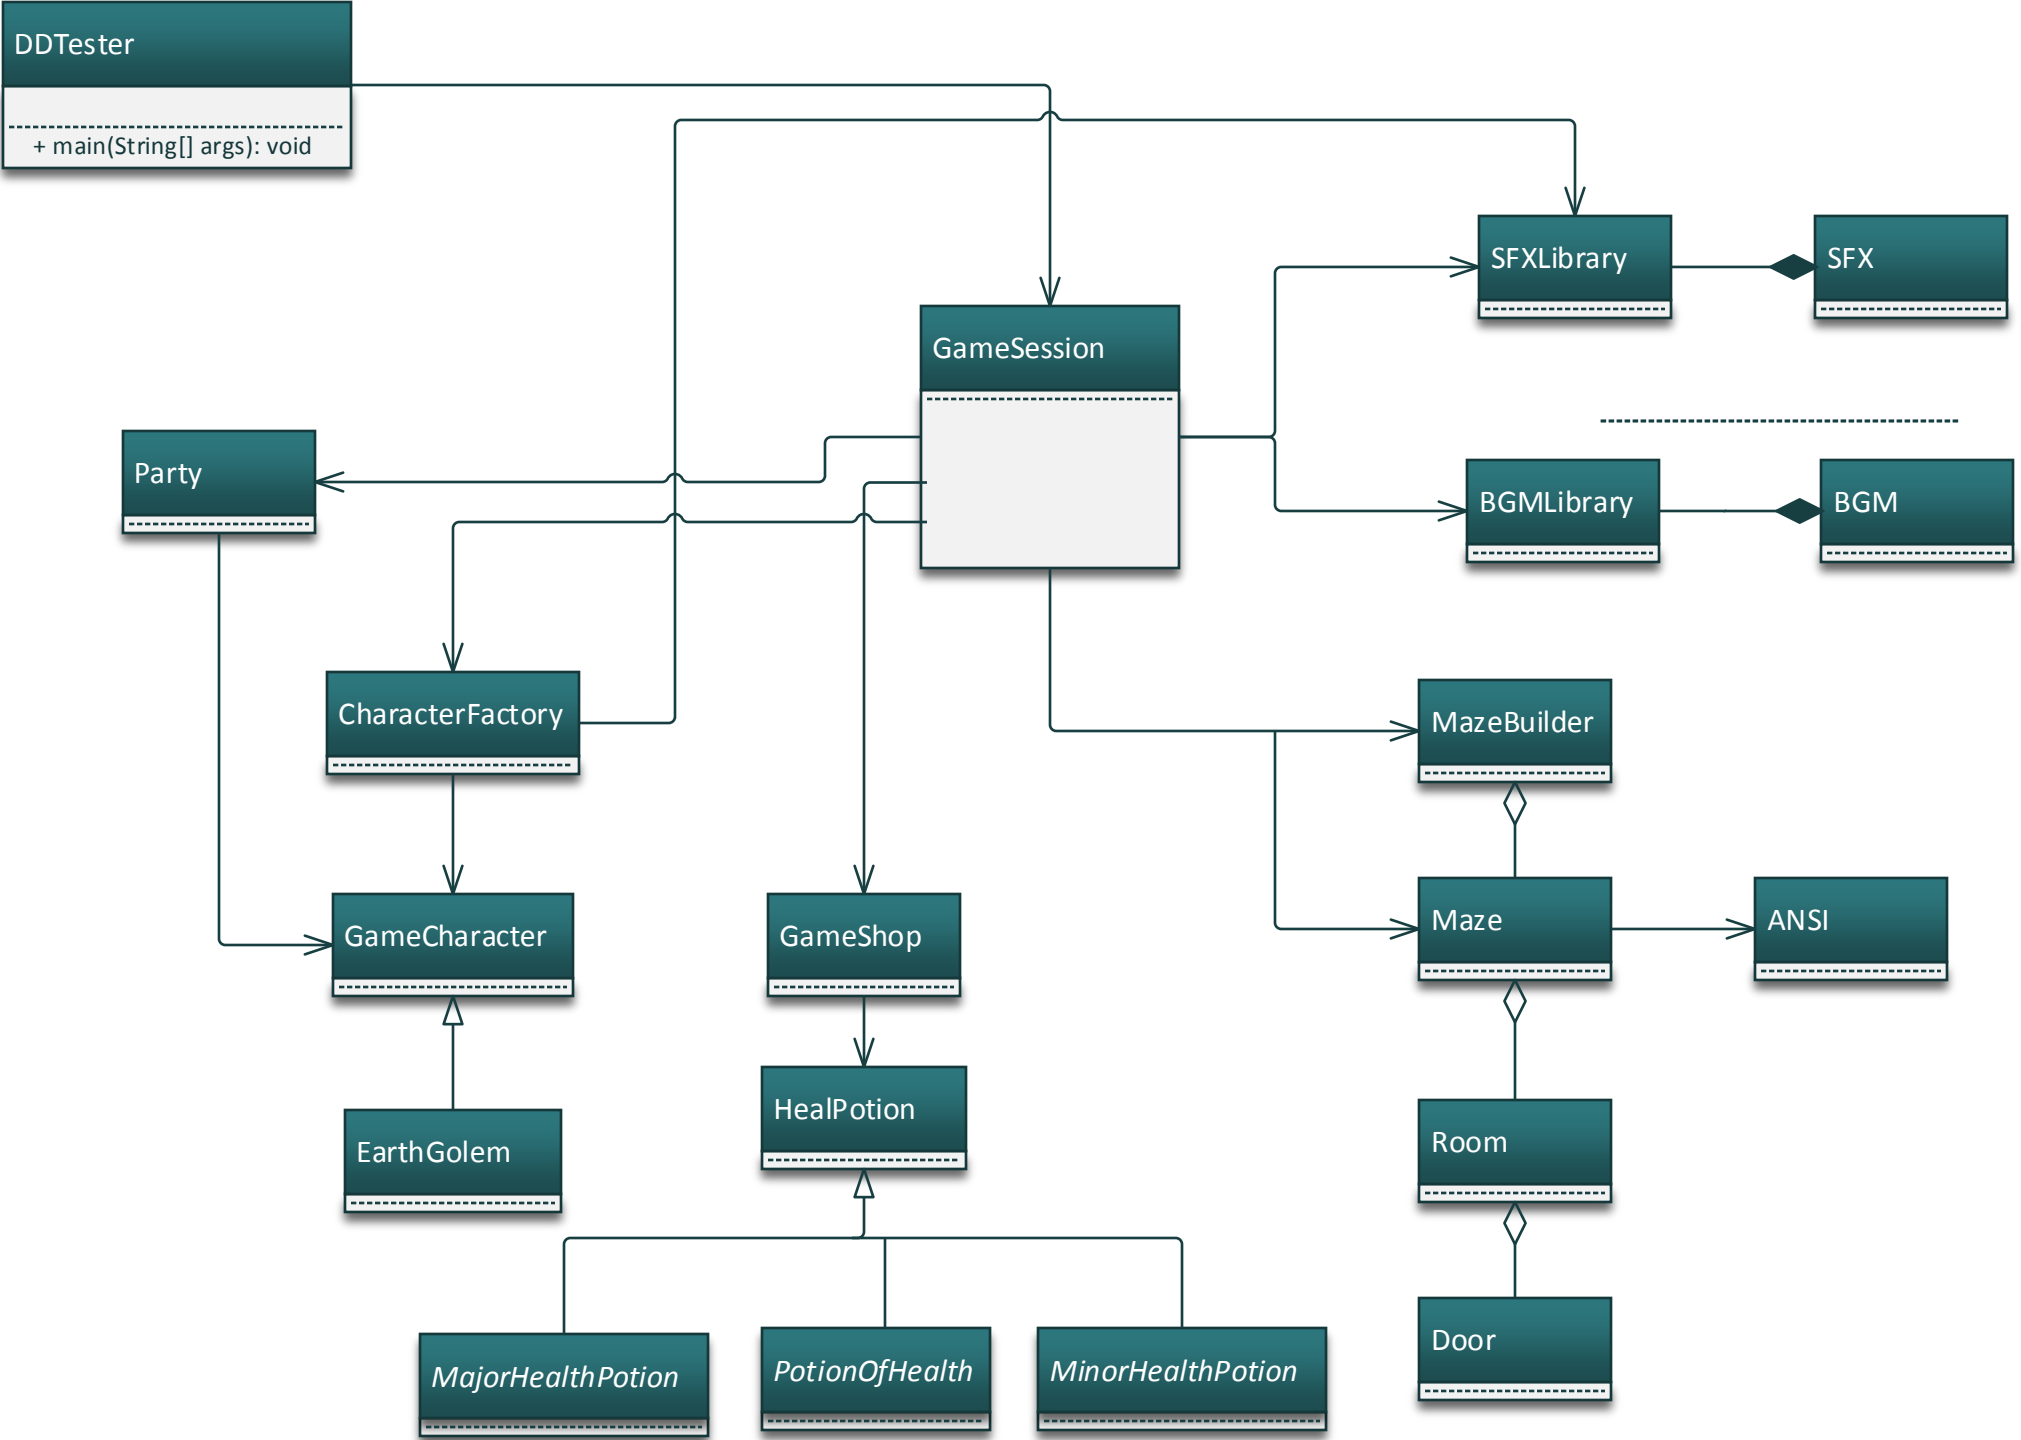 DDTester
+ main(String[] args): void
SFXLibrary
SFX
GameSession
Party
BGMLibrary
BGM
CharacterFactory
MazeBuilder
GameCharacter
GameShop
Maze
ANSI
HealPotion
EarthGolem
Room
MajorHealthPotion
PotionOfHealth
MinorHealthPotion
Door